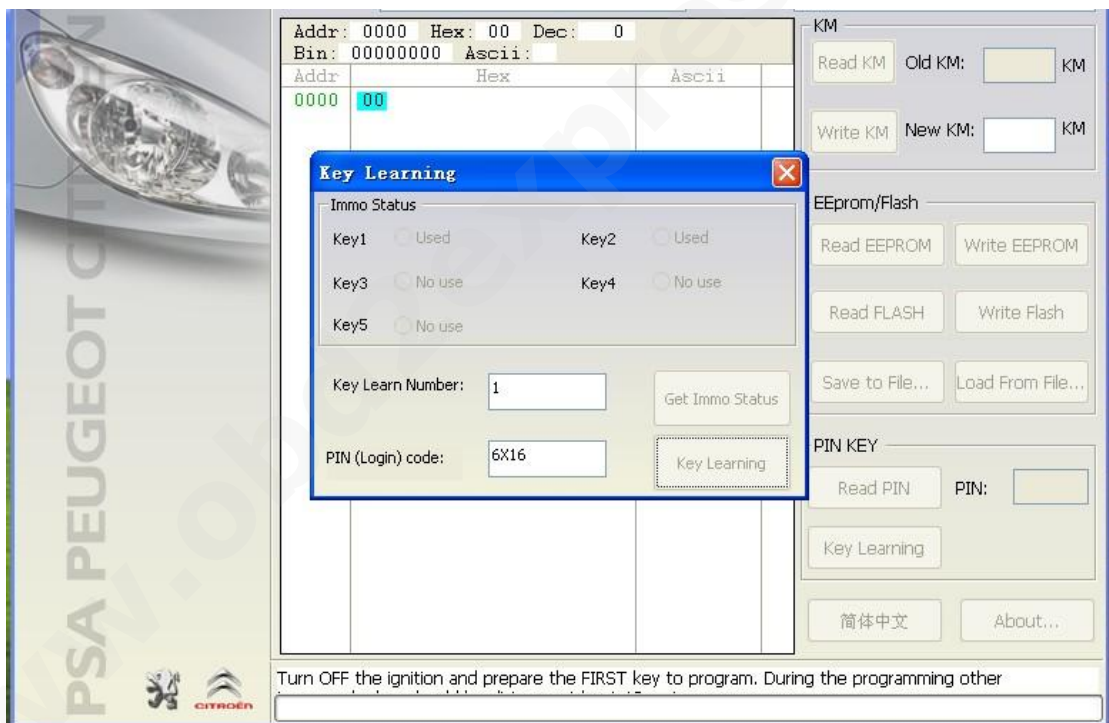 PSA PEUGEOT CITROEN
Addr: 0000 Hex: 00 Dec: 0
Bin: 00000000 Ascii:
Addr Hex Ascii
0000 00
Key Learning
Immo Status
Key1 Used Key2 Used
Key3 No use Key4 No use
Key5 No use
Key Learn Number: 1 Get Immo Status
PIN (Login) code: 6X16 Key Learning
KM
Read KM Old KM: KM
Write KM New KM: KM
EEprom/Flash
Read EEPROM Write EEPROM
Read FLASH Write Flash
Save to File... Load From File...
PIN KEY
Read PIN PIN:
Key Learning
简体中文 About...
CITROËN
Turn OFF the ignition and prepare the FIRST key to program. During the programming other